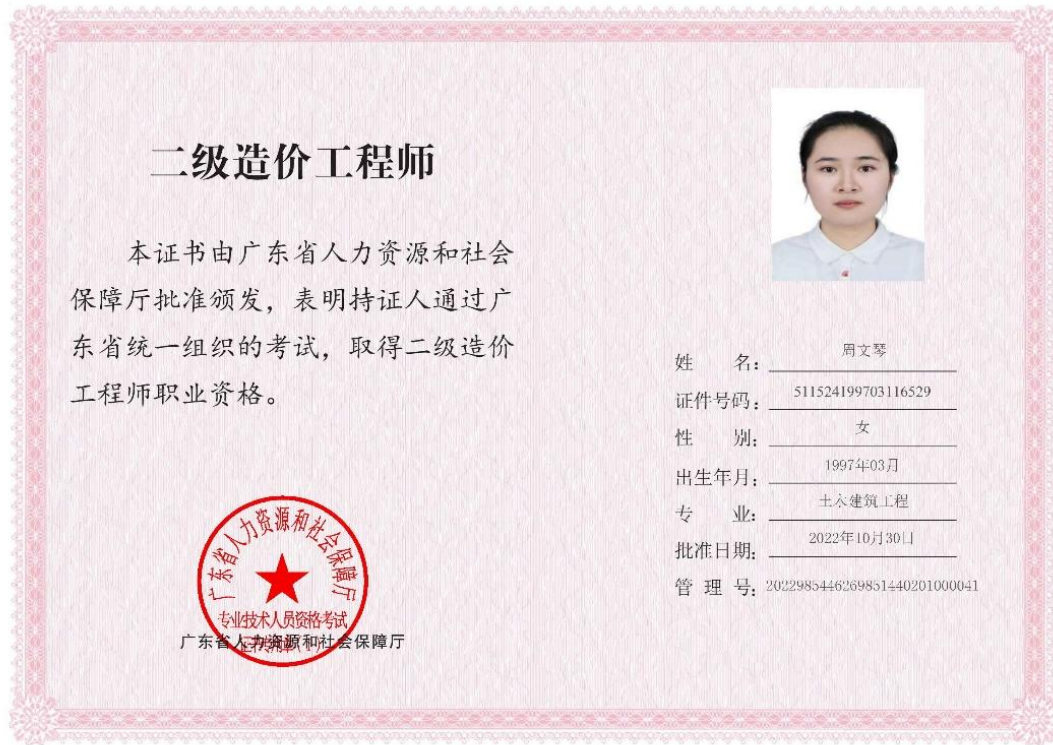 二级造价工程师
本证书由广东省人力资源和社会
保障厅批准颁发，表明持证人通过广
东省统一组织的考试，取得二级造价
工程师职业资格。
广东省人力资源和社会保障厅
专业技术人员资格考试
广东省人力资源和社会保障厅
姓 名：周文琴
证件号码：511524199703116529
性 别：女
出生年月：1997年03月
专 业：土木建筑工程
批准日期：2022年10月30日
管 理 号：2022985446269851440201000041